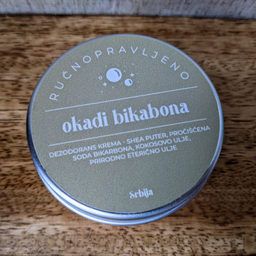 RUČNOPRAVLJENO
okadi bikabona
DEZODORANS KREMA - SHEA PUTER, PROČIŠĆENA
SODA BIKARBONA, KOKOSOVO ULJE,
PRIRODNO ETERIČNO ULJE
Srbija